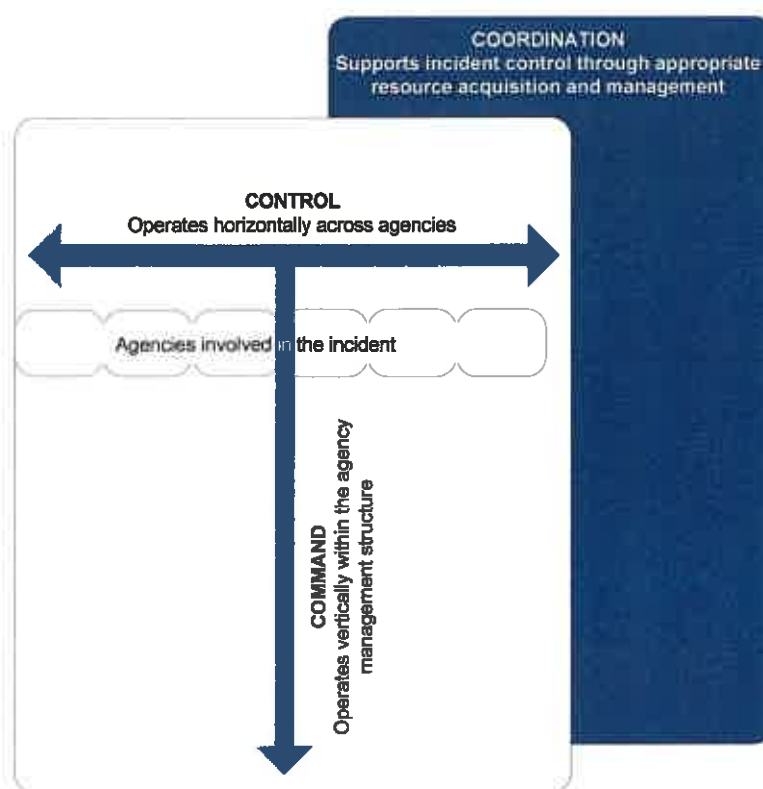 COORDINATION
Supports incident control through appropriate
resource acquisition and management
CONTROL
Operates horizontally across agencies
Agencies involved in the incident
COMMAND
Operates vertically within the agency
management structure